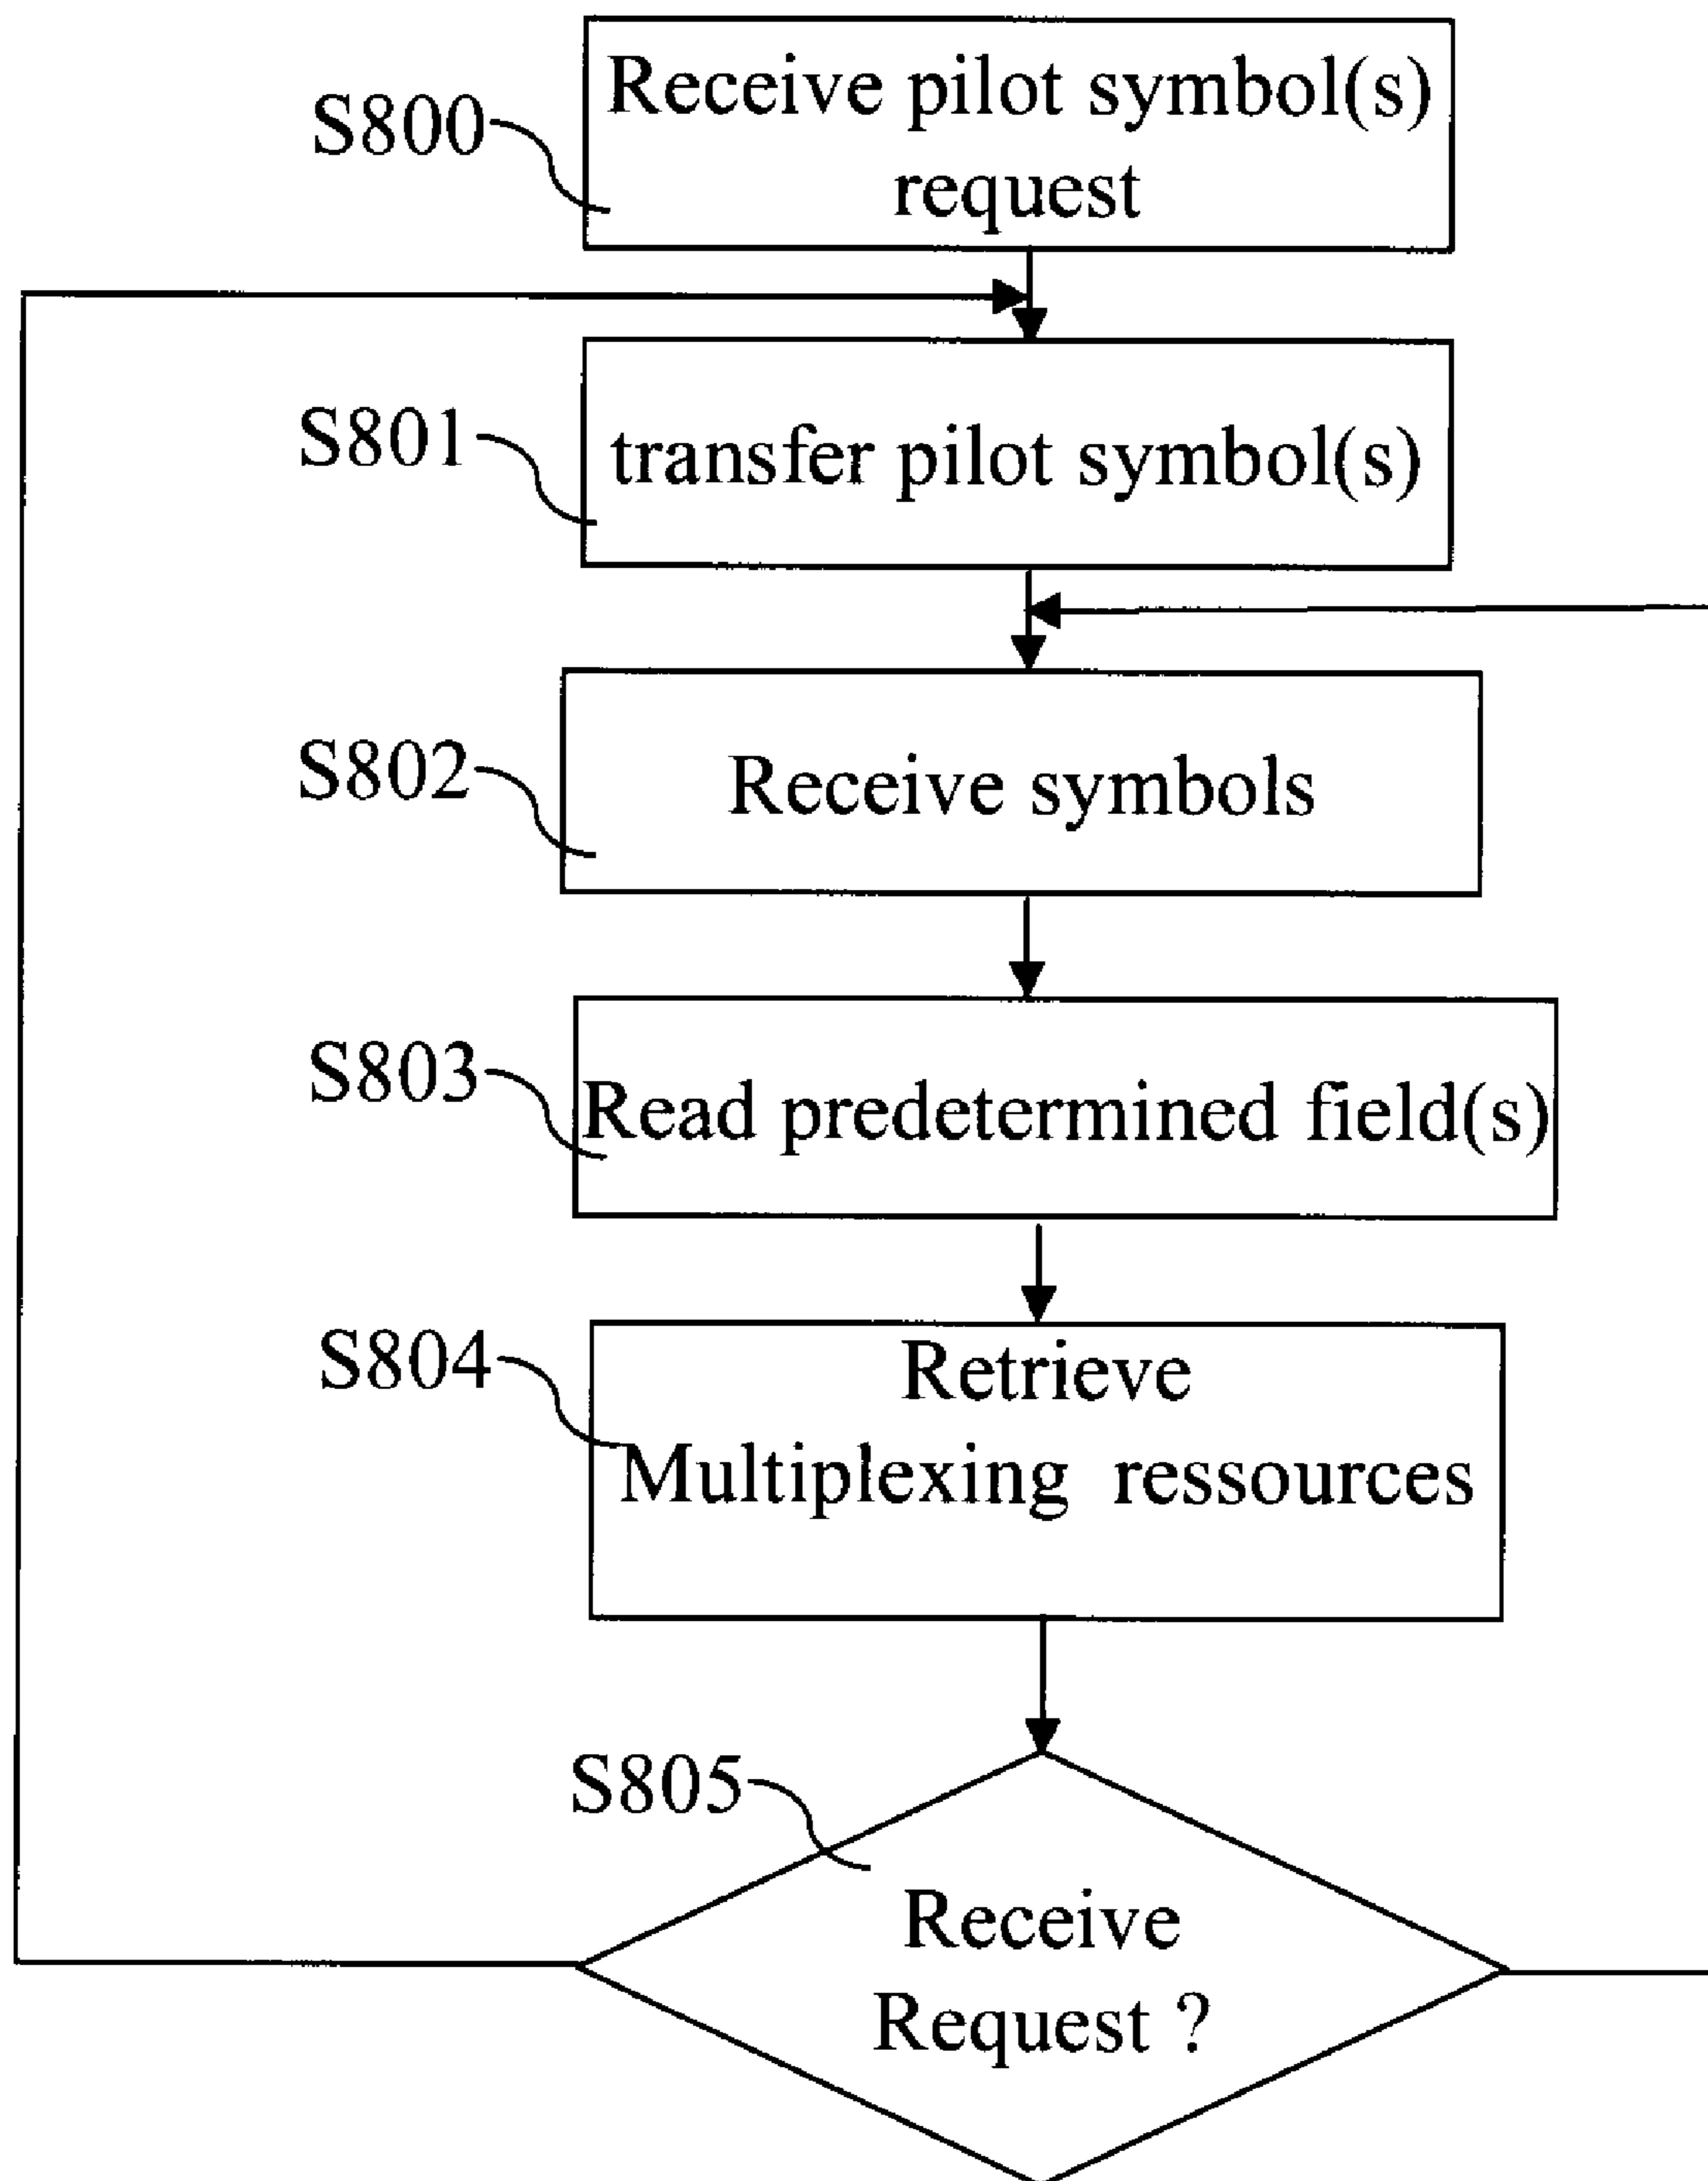 Receive pilot symbol(s)
S800
request
S801
transfer pilot symbol(s)
S802
Receive symbols
S803
Read predetermined field(s)
S804
Retrieve
Multiplexing ressources
S805
Receive
Request ?